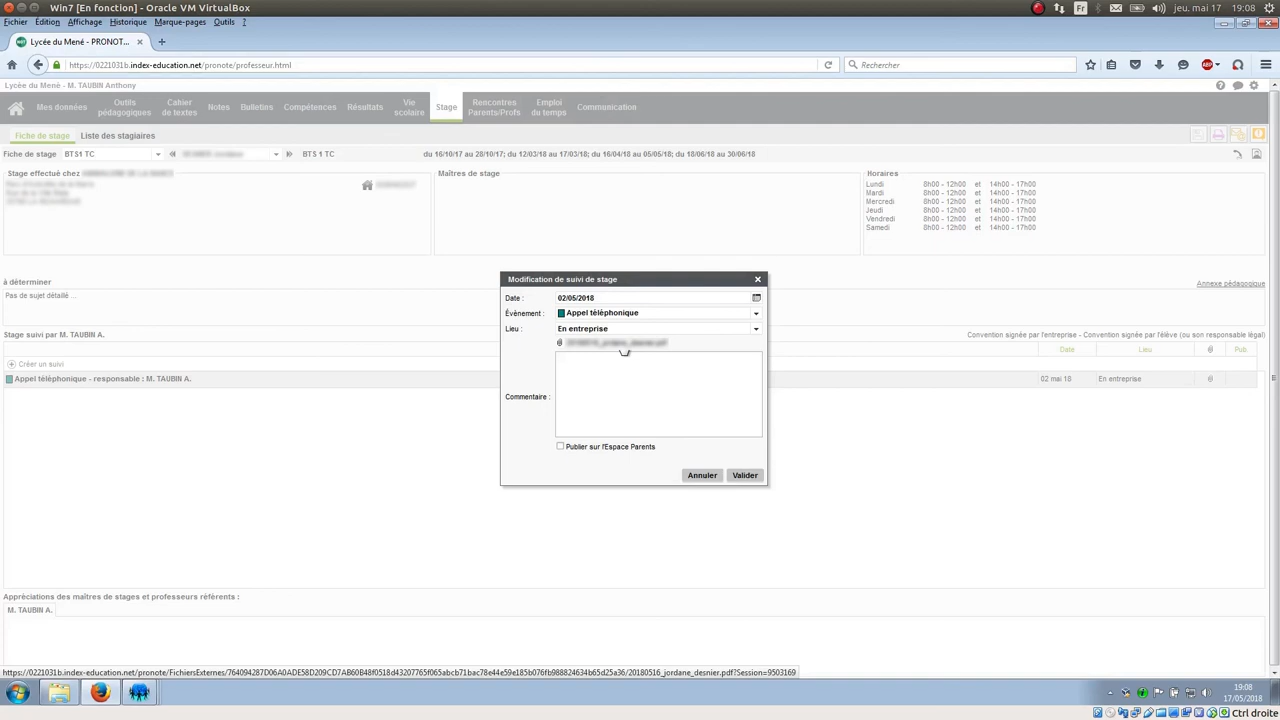 Win7 [En fonction] - Oracle VM VirtualBox
Fr
jeu. mai 17 19:08
Fichier Édition Affichage Historique Marque-pages Outils ?
Lycée du Mené - PRONOT...
https://0221031b.index-education.net/pronote/professeur.html
Rechercher
ABP
Lycée du Mené - M. TAUBIN Anthony
Mes données Outils pédagogiques Cahier de textes Notes Bulletins Compétences Résultats Vie scolaire Stage Rencontres Parents/Profs Emploi du temps Communication
Fiche de stage Liste des stagiaires
Fiche de stage BTS1 TC BTS 1 TC du 16/10/17 au 28/10/17; du 12/03/18 au 17/03/18; du 16/04/18 au 05/05/18; du 18/06/18 au 30/06/18
Stage effectué chez
Maîtres de stage
Horaires
Lundi 8h00 - 12h00 et 14h00 - 17h00
Mardi 8h00 - 12h00 et 14h00 - 17h00
Mercredi 8h00 - 12h00 et 14h00 - 17h00
Jeudi 8h00 - 12h00 et 14h00 - 17h00
Vendredi 8h00 - 12h00 et 14h00 - 17h00
Samedi 8h00 - 12h00 et 14h00 - 17h00
à déterminer
Annexe pédagogique
Pas de sujet détaillé ...
Stage suivi par M. TAUBIN A.
Convention signée par l'entreprise - Convention signée par l'élève (ou son responsable légal)
Date Lieu Pub.
Créer un suivi
Appel téléphonique - responsable : M. TAUBIN A. 02 mai 18 En entreprise
Modification de suivi de stage
Date : 02/05/2018
Évènement : Appel téléphonique
Lieu : En entreprise
Commentaire :
Publier sur l'Espace Parents
Annuler Valider
Appréciations des maîtres de stages et professeurs référents :
M. TAUBIN A.
https://0221031b.index-education.net/pronote/FichiersExternes/764094287D06A0ADE58D209CD7AB60B48f0518d43207765f065abcb71bac78e44e59e185b076fb988824634b65d25a36/20180516_jordane_desnier.pdf?Session=9503169
19:08
17/05/2018
Ctrl droite